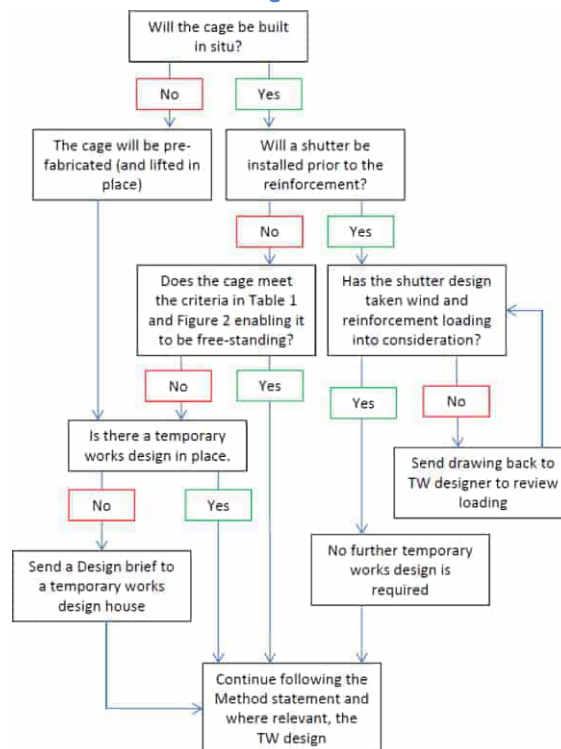 Will the cage be built
in situ?
No
Yes
The cage will be pre-
fabricated (and lifted in
place)
Will a shutter be
installed prior to the
reinforcement?
No
Yes
Does the cage meet
the criteria in Table 1
and Figure 2 enabling it
to be free-standing?
Has the shutter design
taken wind and
reinforcement loading
into consideration?
No
Yes
Yes
No
Is there a temporary
works design in place.
Send drawing back to
TW designer to review
loading
No
Yes
Send a Design brief to
a temporary works
design house
No further temporary
works design is
required
Continue following the
Method statement and
where relevant, the
TW design